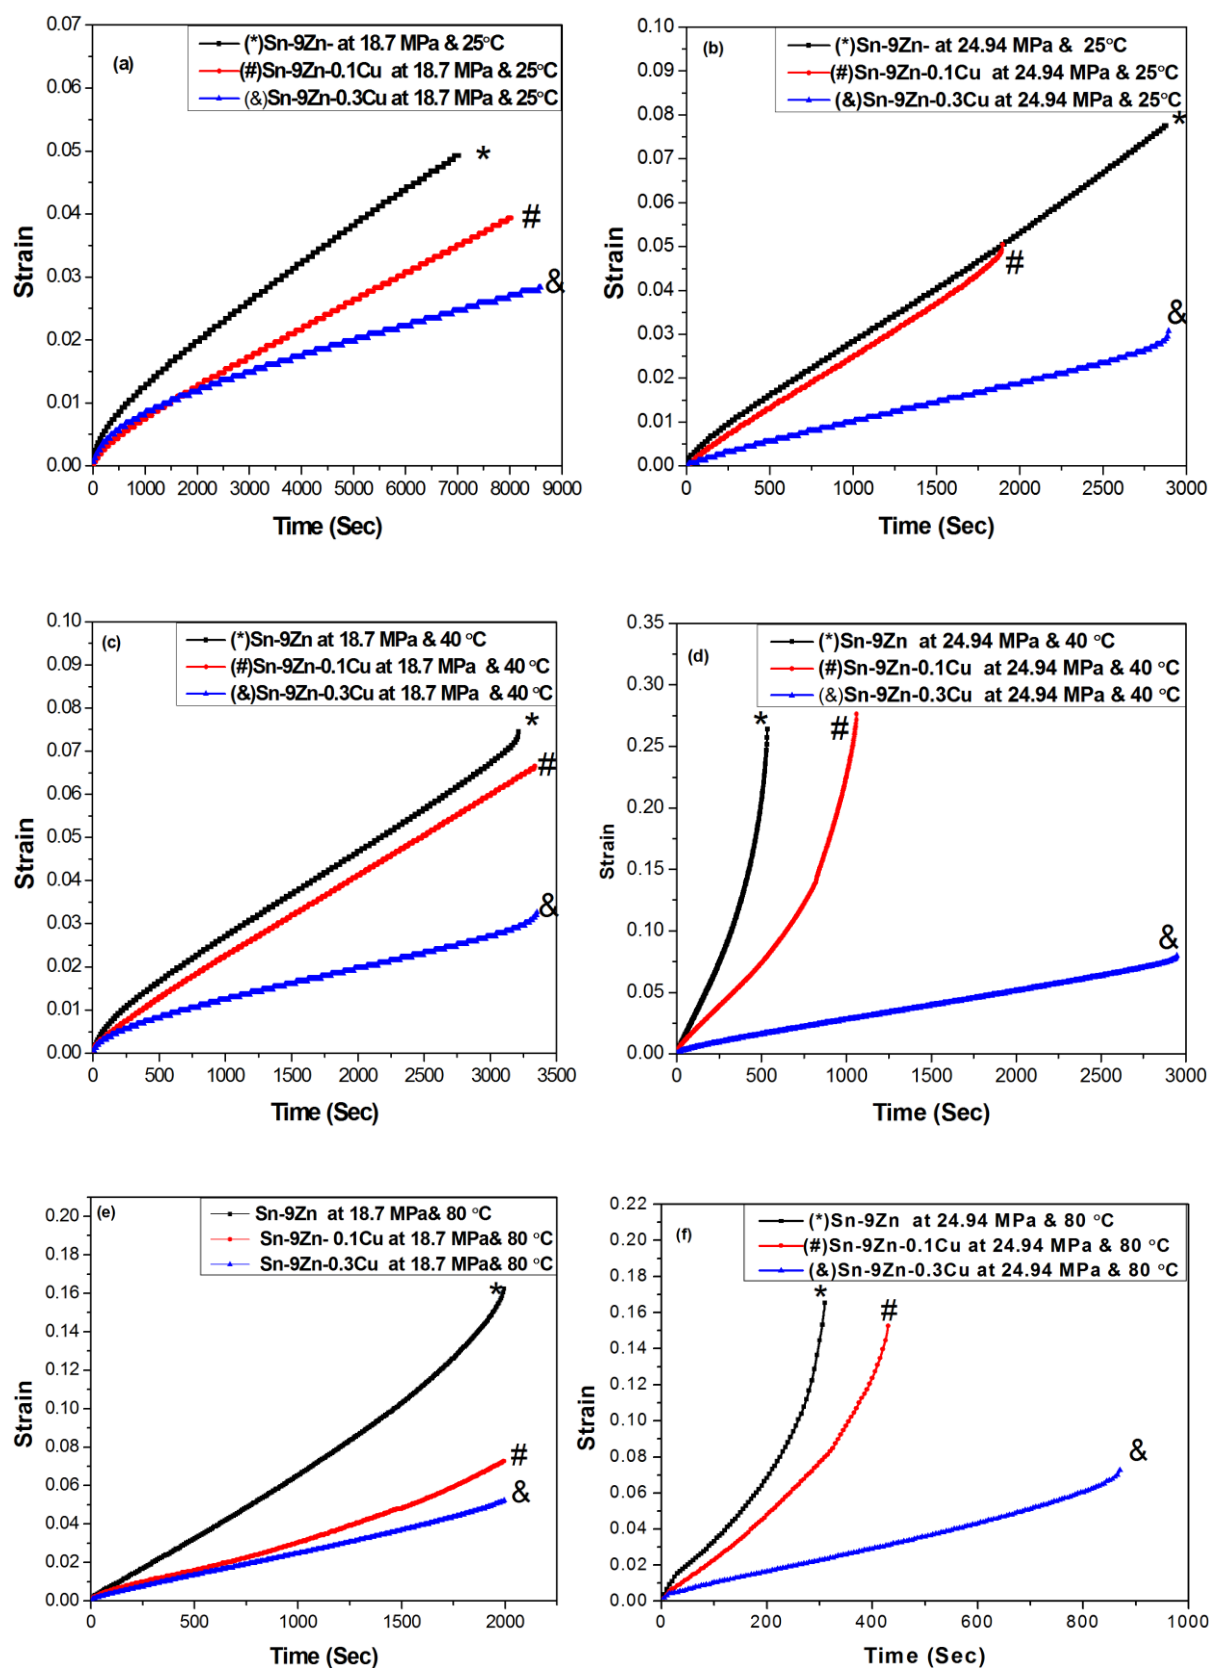 (a)
(*)Sn-9Zn- at 18.7 MPa & 25°C
(#)Sn-9Zn-0.1Cu at 18.7 MPa & 25°C
(&)Sn-9Zn-0.3Cu at 18.7 MPa & 25°C
0.07
0.06
0.05
0.04
0.03
0.02
0.01
0.00
Strain
*
#
&
0 1000 2000 3000 4000 5000 6000 7000 8000 9000
Time (Sec)
(b)
(*)Sn-9Zn- at 24.94 MPa & 25°C
(#)Sn-9Zn-0.1Cu at 24.94 MPa & 25°C
(&)Sn-9Zn-0.3Cu at 24.94 MPa & 25°C
0.10
0.09
0.08
0.07
0.06
0.05
0.04
0.03
0.02
0.01
0.00
Strain
*
#
&
0 500 1000 1500 2000 2500 3000
Time (Sec)
(c)
(*)Sn-9Zn at 18.7 MPa & 40 °C
(#)Sn-9Zn-0.1Cu at 18.7 MPa & 40 °C
(&)Sn-9Zn-0.3Cu at 18.7 MPa & 40 °C
0.10
0.09
0.08
0.07
0.06
0.05
0.04
0.03
0.02
0.01
0.00
Strain
*
#
&
0 500 1000 1500 2000 2500 3000 3500
Time (Sec)
(d)
(*)Sn-9Zn at 24.94 MPa & 40 °C
(#)Sn-9Zn-0.1Cu at 24.94 MPa & 40 °C
(&)Sn-9Zn-0.3Cu at 24.94 MPa & 40 °C
0.35
0.30
0.25
0.20
0.15
0.10
0.05
0.00
Strain
*
#
&
0 500 1000 1500 2000 2500 3000
Time (Sec)
(e)
Sn-9Zn at 18.7 MPa& 80 °C
Sn-9Zn- 0.1Cu at 18.7 MPa& 80 °C
Sn-9Zn-0.3Cu at 18.7 MPa& 80 °C
0.20
0.18
0.16
0.14
0.12
0.10
0.08
0.06
0.04
0.02
0.00
Strain
*
#
&
0 500 1000 1500 2000
Time (Sec)
(f)
(*)Sn-9Zn at 24.94 MPa & 80 °C
(#)Sn-9Zn-0.1Cu at 24.94 MPa & 80 °C
(&)Sn-9Zn-0.3Cu at 24.94 MPa & 80 °C
0.22
0.20
0.18
0.16
0.14
0.12
0.10
0.08
0.06
0.04
0.02
0.00
Strain
*
#
&
0 200 400 600 800 1000
Time (Sec)